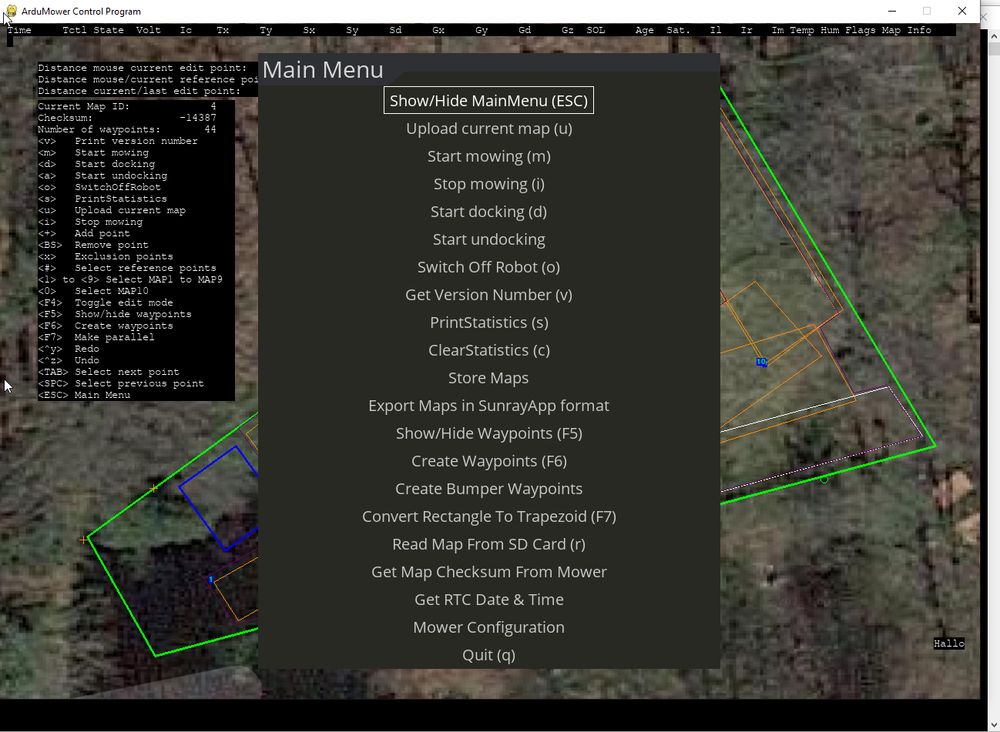 ArduMower Control Program
Time Tctl State Volt Ic Tx Ty Sx Sy Sd Gx Gy Gd Gz SOL Age Sat. Il Ir Im Temp Hum Flags Map Info
Distance mouse current edit point:
Distance mouse/current reference poi
Distance current/last edit point:
Current Map ID: 4
Checksum: -14387
Number of waypoints: 44
<v> Print version number
<m> Start mowing
<d> Start docking
<a> Start undocking
<o> SwitchOffRobot
<s> PrintStatistics
<u> Upload current map
<i> Stop mowing
<+> Add point
<BS> Remove point
<x> Exclusion points
<#> Select reference points
<1> to <9> Select MAP1 to MAP9
<0> Select MAP10
<F4> Toggle edit mode
<F5> Show/hide waypoints
<F6> Create waypoints
<F7> Make parallel
<^y> Redo
<^z> Undo
<TAB> Select next point
<SPC> Select previous point
<ESC> Main Menu
Main Menu
Show/Hide MainMenu (ESC)
Upload current map (u)
Start mowing (m)
Stop mowing (i)
Start docking (d)
Start undocking
Switch Off Robot (o)
Get Version Number (v)
PrintStatistics (s)
ClearStatistics (c)
Store Maps
Export Maps in SunrayApp format
Show/Hide Waypoints (F5)
Create Waypoints (F6)
Create Bumper Waypoints
Convert Rectangle To Trapezoid (F7)
Read Map From SD Card (r)
Get Map Checksum From Mower
Get RTC Date & Time
Mower Configuration
Quit (q)
10
1
Hallo